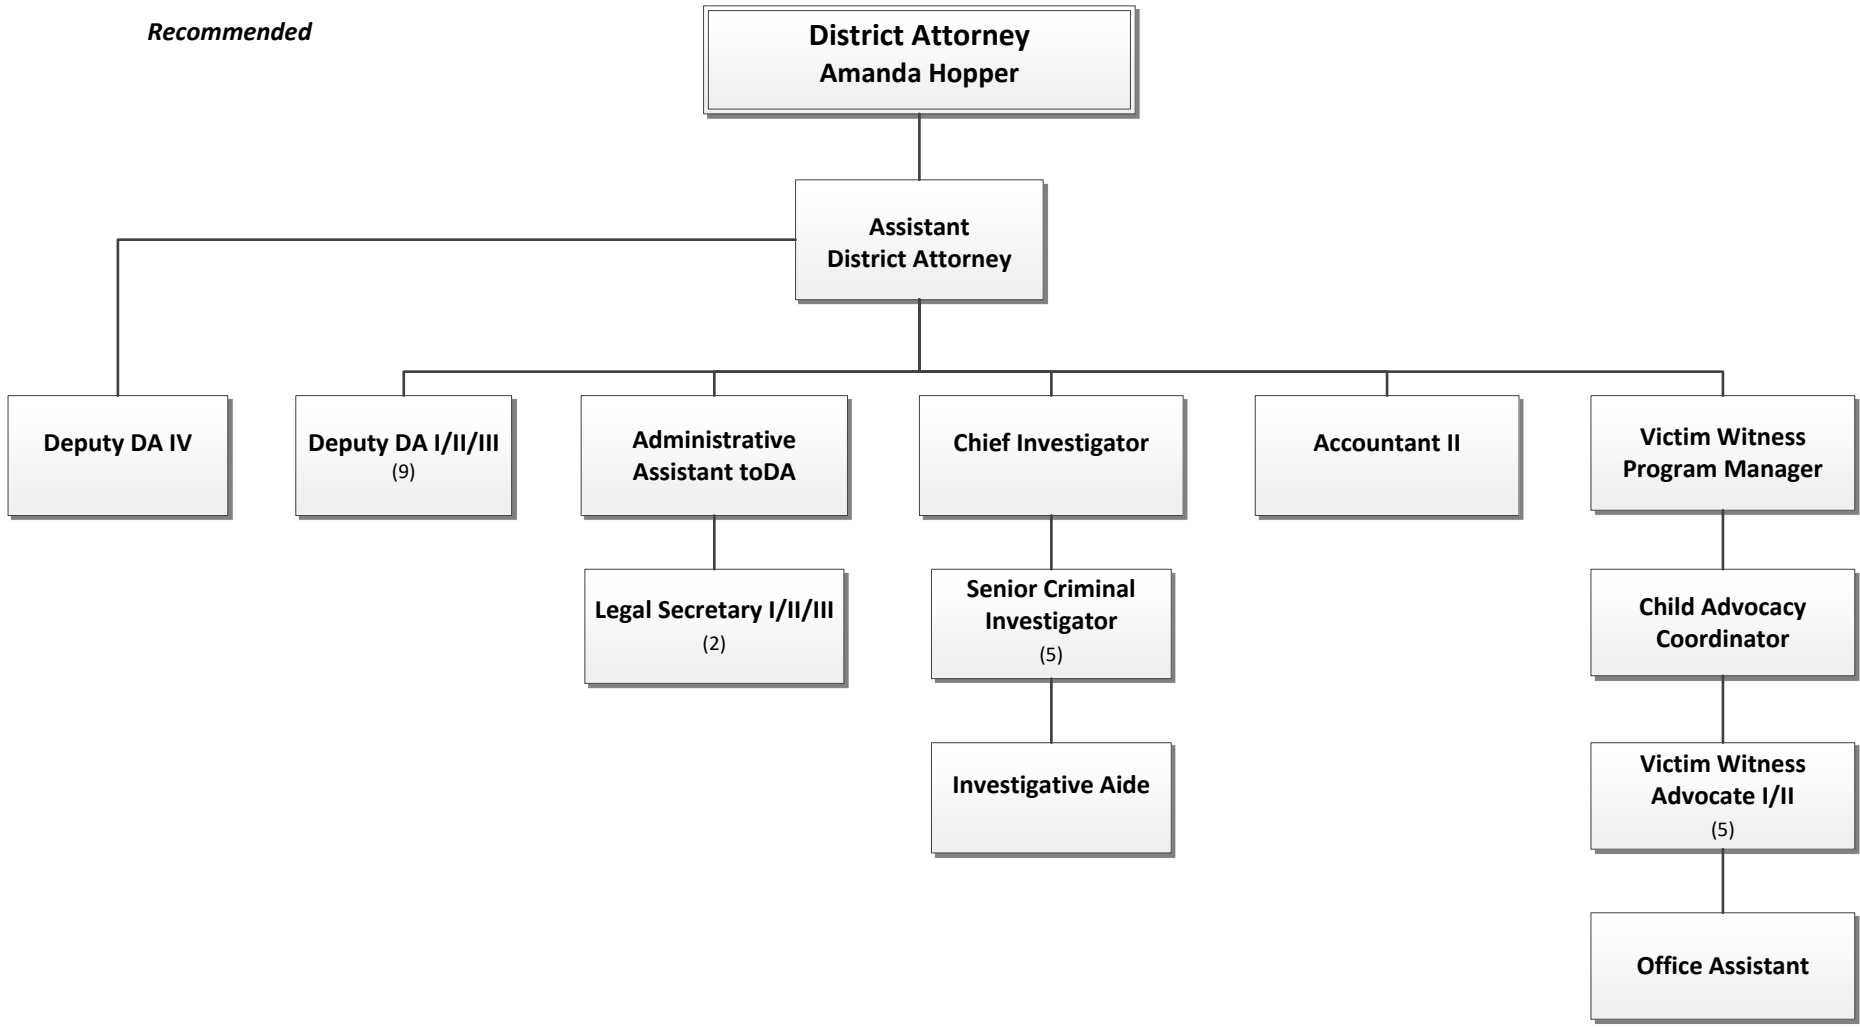 Recommended
District Attorney
Amanda Hopper
Assistant
District Attorney
Deputy DA IV
Deputy DA I/II/III
(9)
Administrative
Assistant toDA
Chief Investigator
Accountant II
Victim Witness
Program Manager
Legal Secretary I/II/III
(2)
Senior Criminal
Investigator
(5)
Child Advocacy
Coordinator
Investigative Aide
Victim Witness
Advocate I/II
(5)
Office Assistant